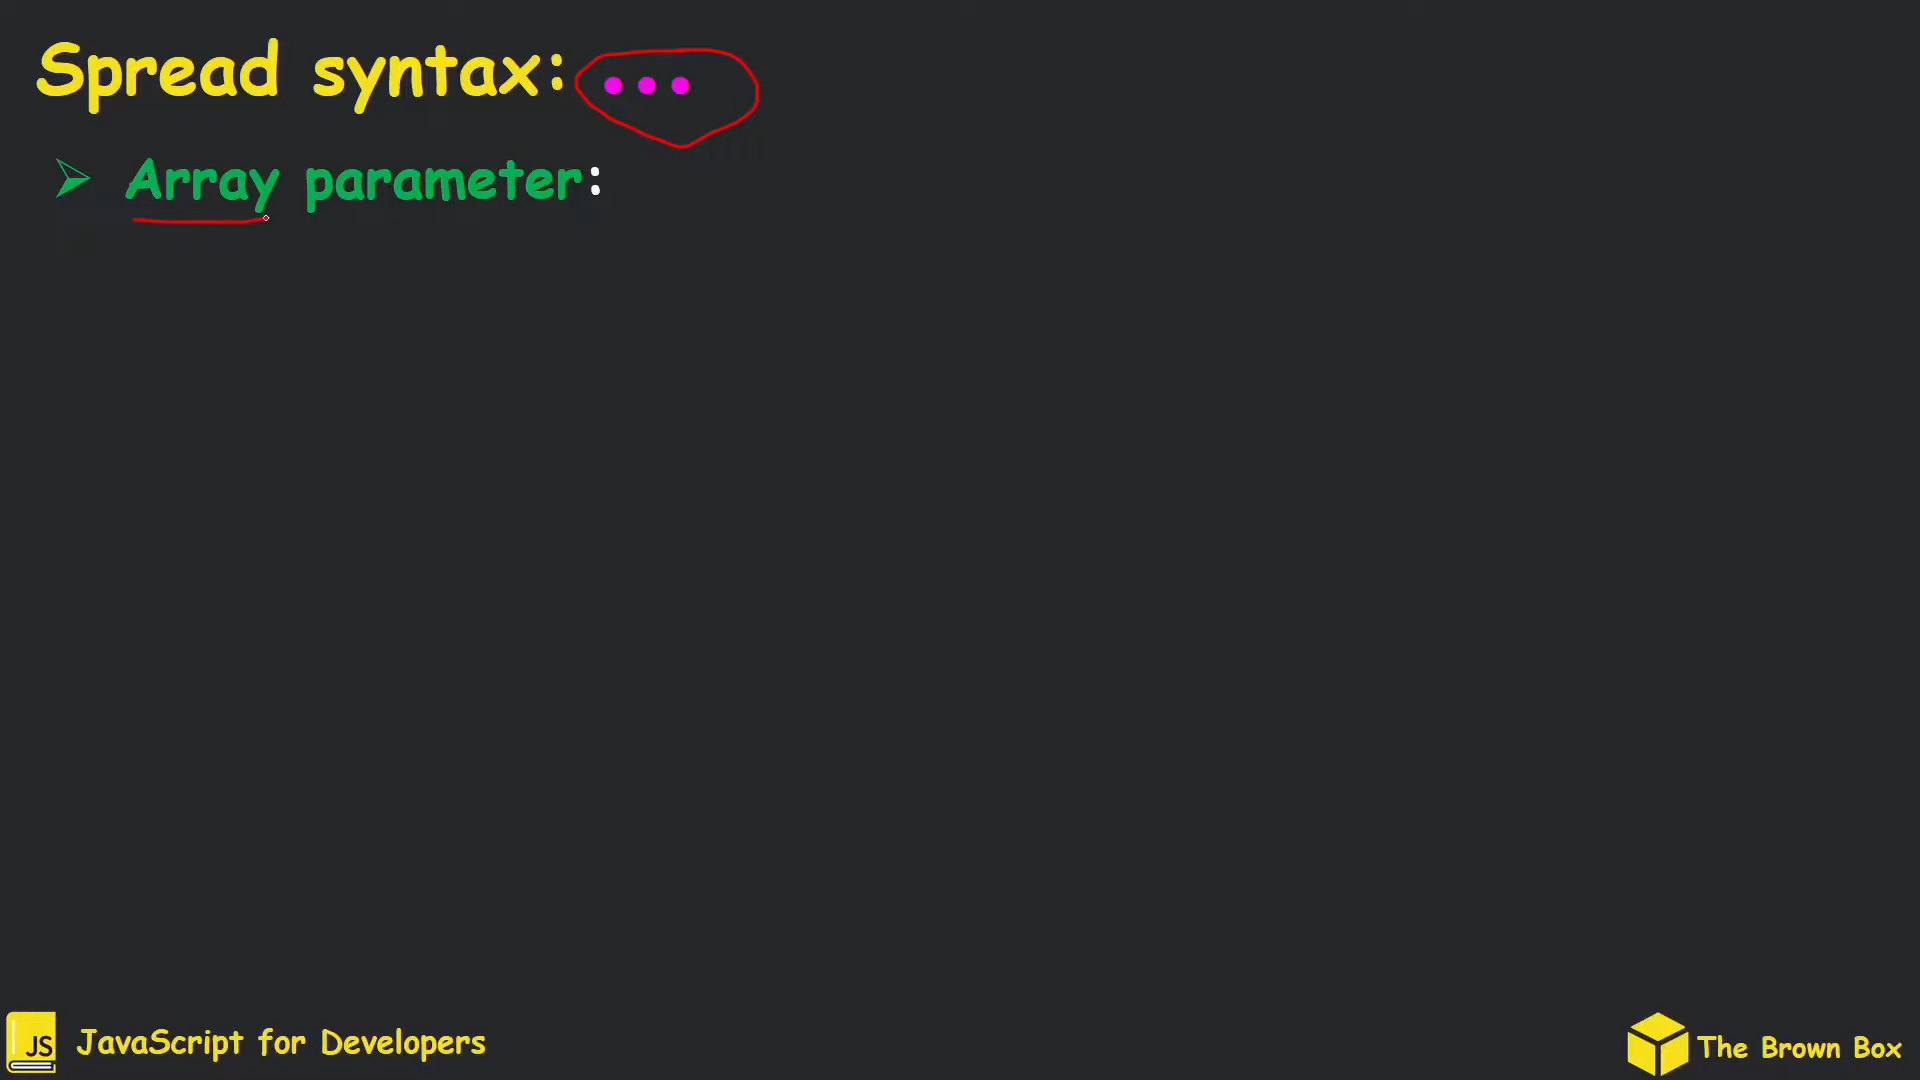 Spread syntax: ...
➢ Array parameter:
JS JavaScript for Developers
The Brown Box